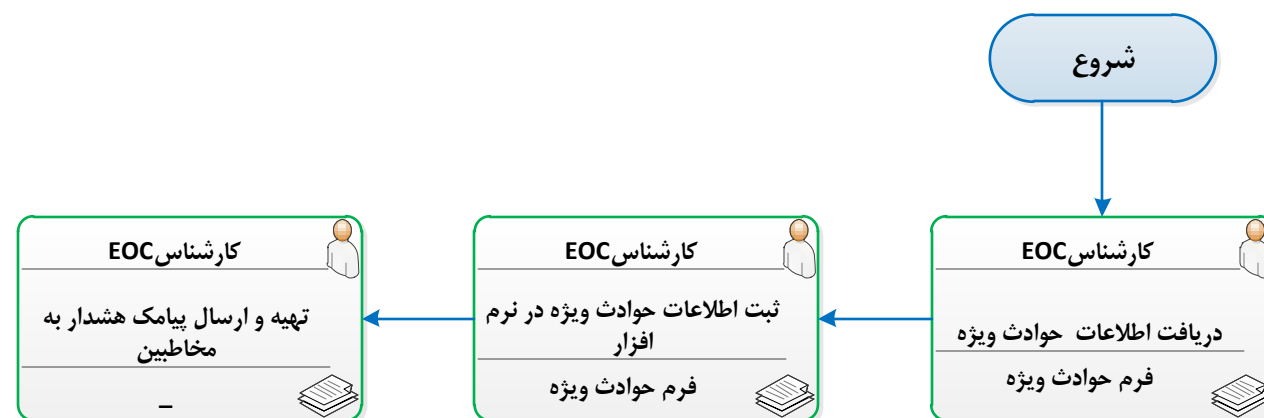 شروع
کارشناسEOC
دریافت اطلاعات حوادث ویژه
فرم حوادث ویژه
کارشناسEOC
ثبت اطلاعات حوادث ویژه در نرم
افزار
فرم حوادث ویژه
کارشناسEOC
تهیه و ارسال پیامک هشدار به
مخاطبین
_